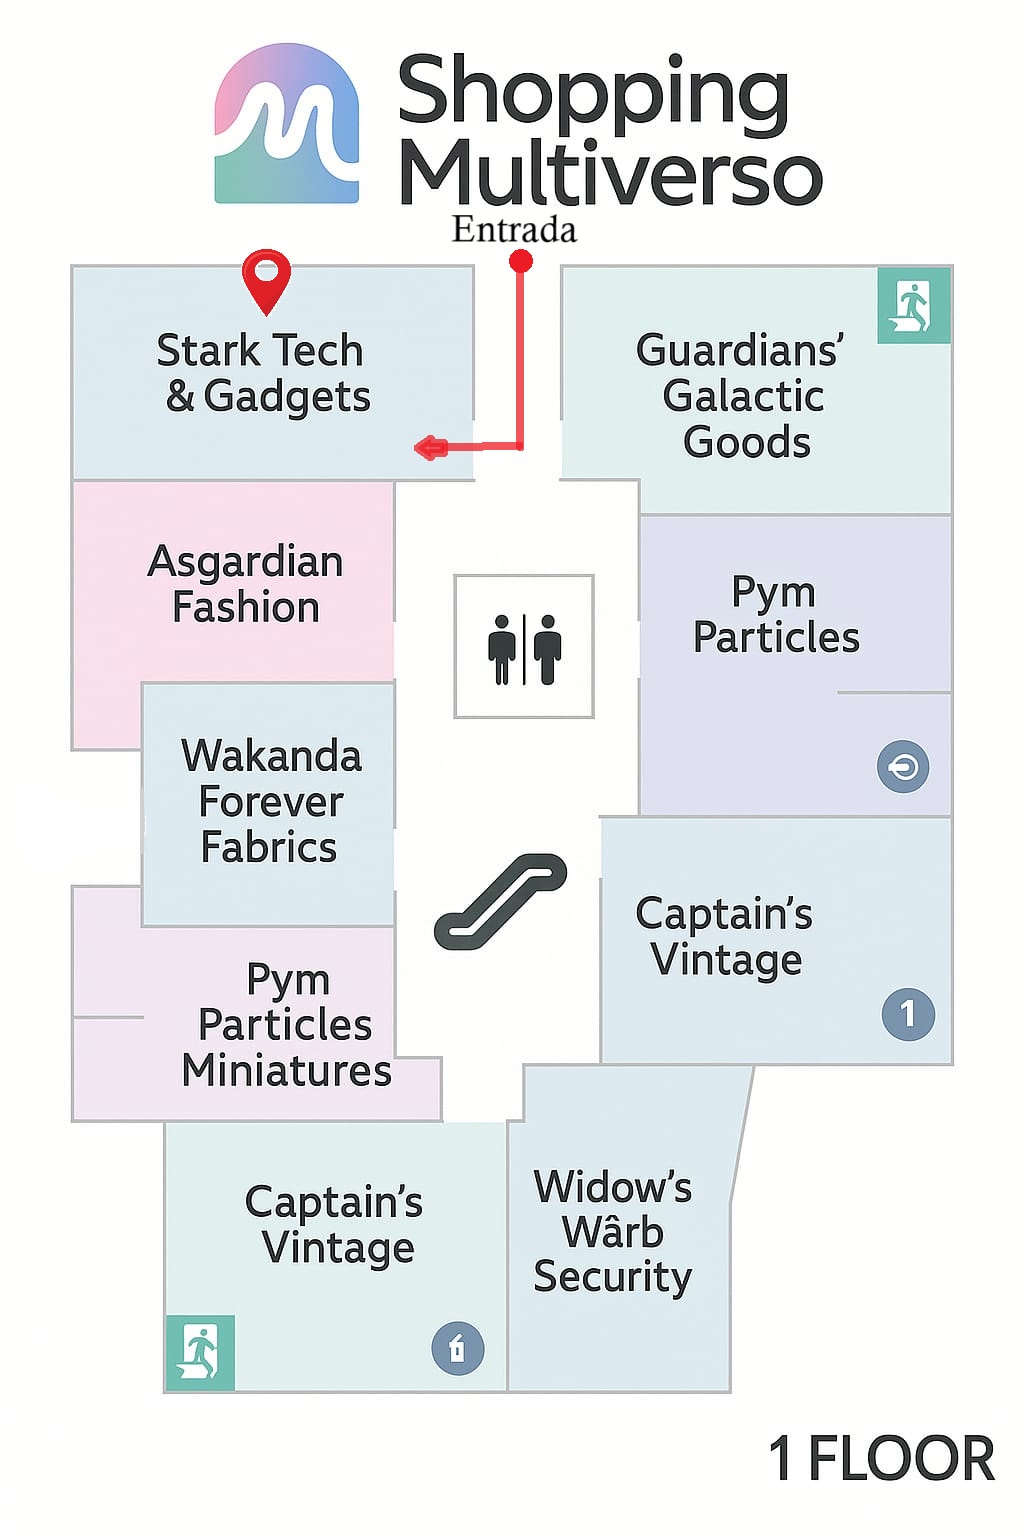 Shopping
Multiverso
Entrada
Stark Tech
& Gadgets
Guardians’
Galactic
Goods
Asgardian
Fashion
Pym
Particles
Wakanda
Forever
Fabrics
Captain’s
Vintage
1
Pym
Particles
Miniatures
Captain’s
Vintage
Widow’s
Wârb
Security
1 FLOOR